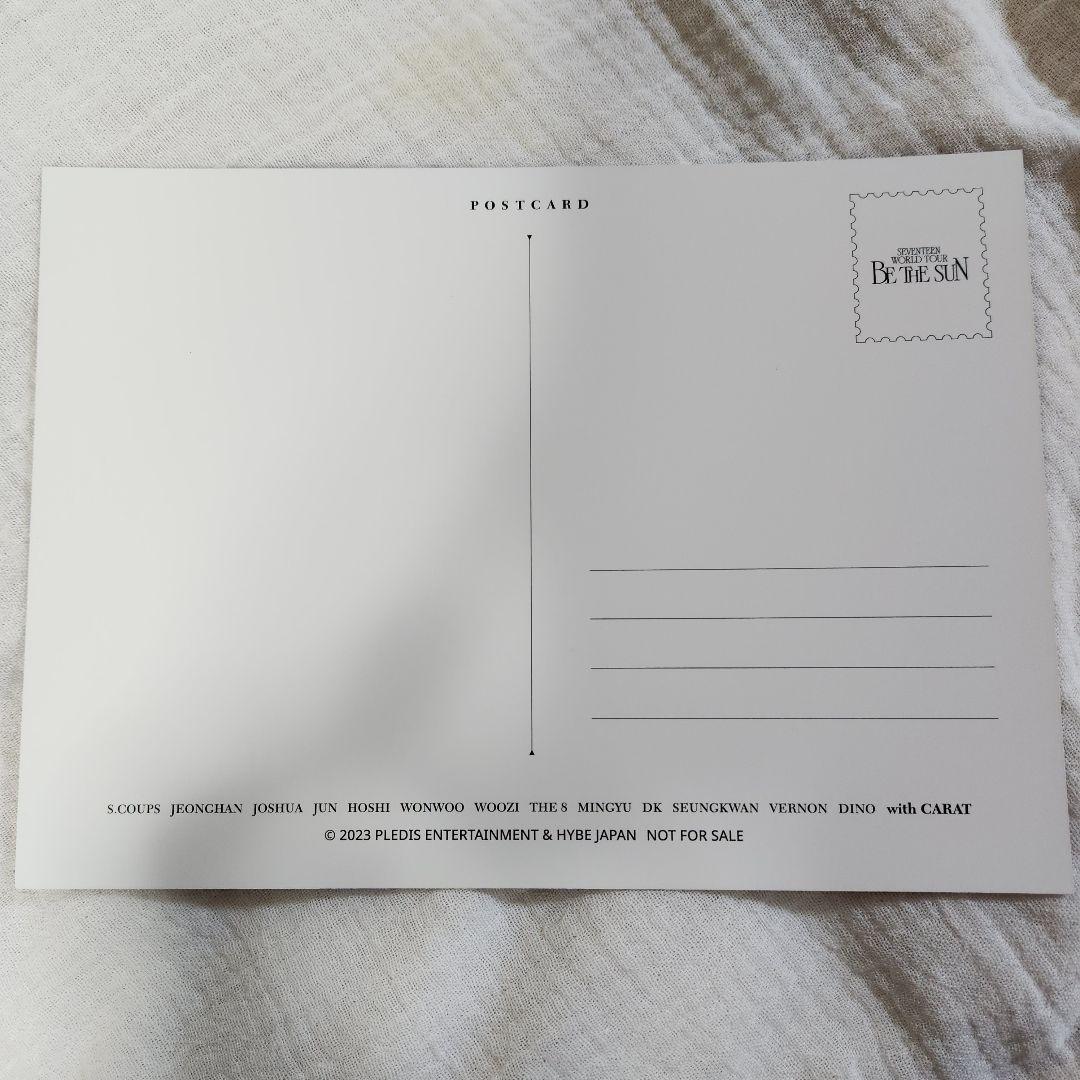 POSTCARD
SEVENTEEN
WORLD TOUR
BE THE SUN
S.COUPS JEONGHAN JOSHUA JUN HOSHI WONWOO WOOZI THE 8 MINGYU DK SEUNGKWAN VERNON DINO with CARAT
© 2023 PLEDIS ENTERTAINMENT & HYBE JAPAN NOT FOR SALE